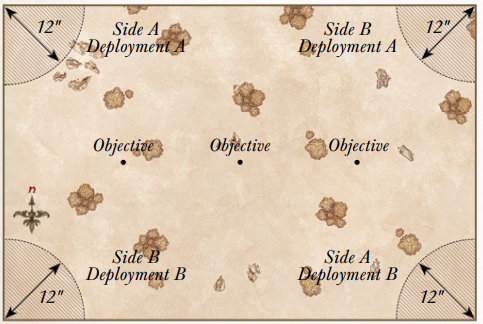 12"
Side A
Deployment A
Side B
Deployment A
12"
Objective
Objective
Objective
n
Side B
Deployment B
Side A
Deployment B
12"
12"